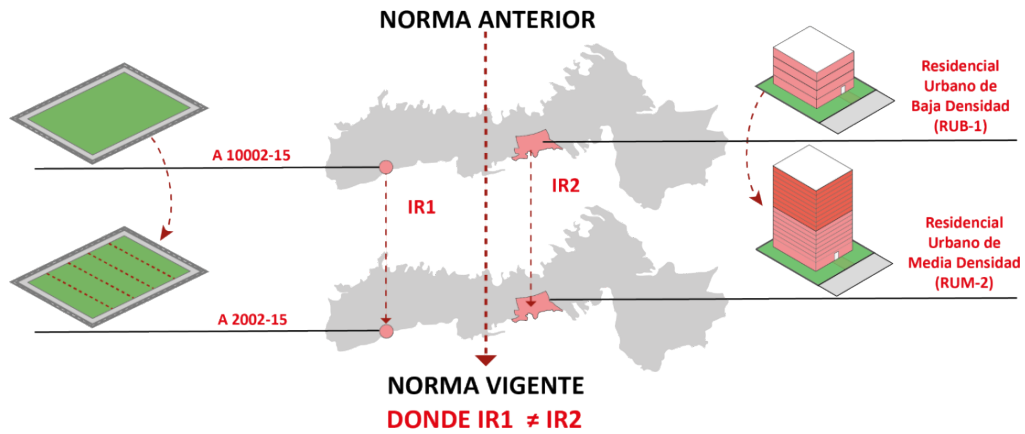 NORMA ANTERIOR
Residencial
Urbano de
Baja Densidad
(RUB-1)
A 10002-15
IR1
IR2
Residencial
Urbano de
Media Densidad
(RUM-2)
A 2002-15
NORMA VIGENTE
DONDE IR1 ≠ IR2